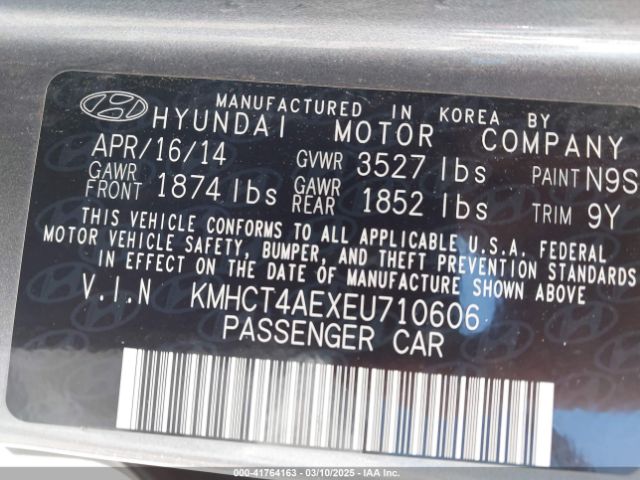 MANUFACTURED IN KOREA BY
HYUNDAI MOTOR COMPANY
APR/16/14 GVWR 3527 lbs PAINT N9S
GAWR FRONT 1874 lbs GAWR REAR 1852 lbs TRIM 9Y
THIS VEHICLE CONFORMS TO ALL APPLICABLE U.S.A. FEDERAL
MOTOR VEHICLE SAFETY, BUMPER, AND THEFT PREVENTION STANDARDS
IN EFFECT ON THE DATE OF MANUFACTURE SHOWN ABOVE.
V.I.N KMHCT4AEXEU710606
PASSENGER CAR
000-41764163 — 03/10/2025 — IAA Inc.